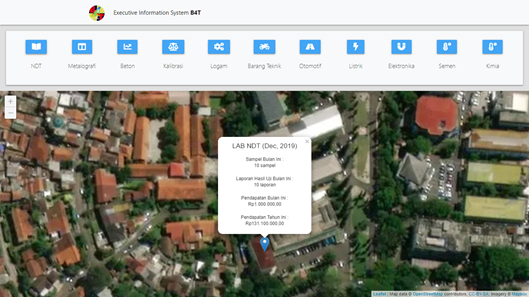 Executive Information System B4T
NDT
Metalografi
Beton
Kalibrasi
Logam
Barang Teknik
Otomotif
Listrik
Elektronika
Semen
Kimia
+
−
×
LAB NDT (Dec, 2019)
Sampel Bulan Ini :
10 sampel
Laporan Hasil Uji Bulan Ini :
10 laporan
Pendapatan Bulan Ini :
Rp1.000.000,00
Pendapatan Tahun Ini :
Rp131.100.000,00
Leaflet | Map data © OpenStreetMap contributors, CC-BY-SA, Imagery © Mapbox